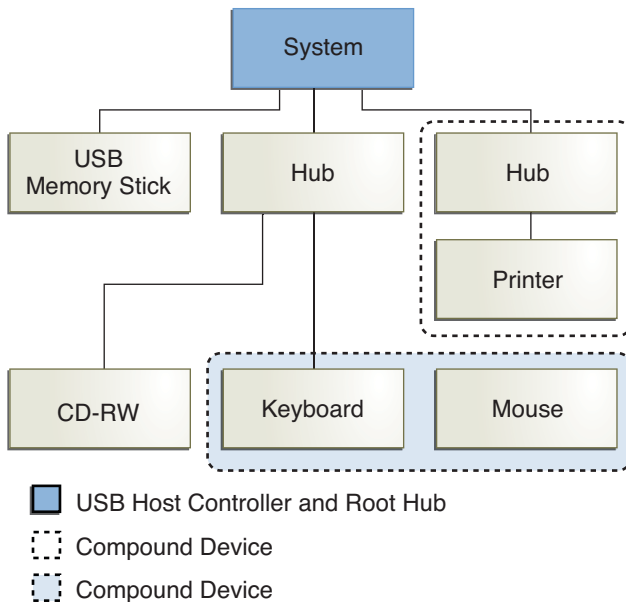 System
USB
Memory Stick
Hub
Hub
Printer
CD-RW
Keyboard
Mouse
USB Host Controller and Root Hub
Compound Device
Compound Device